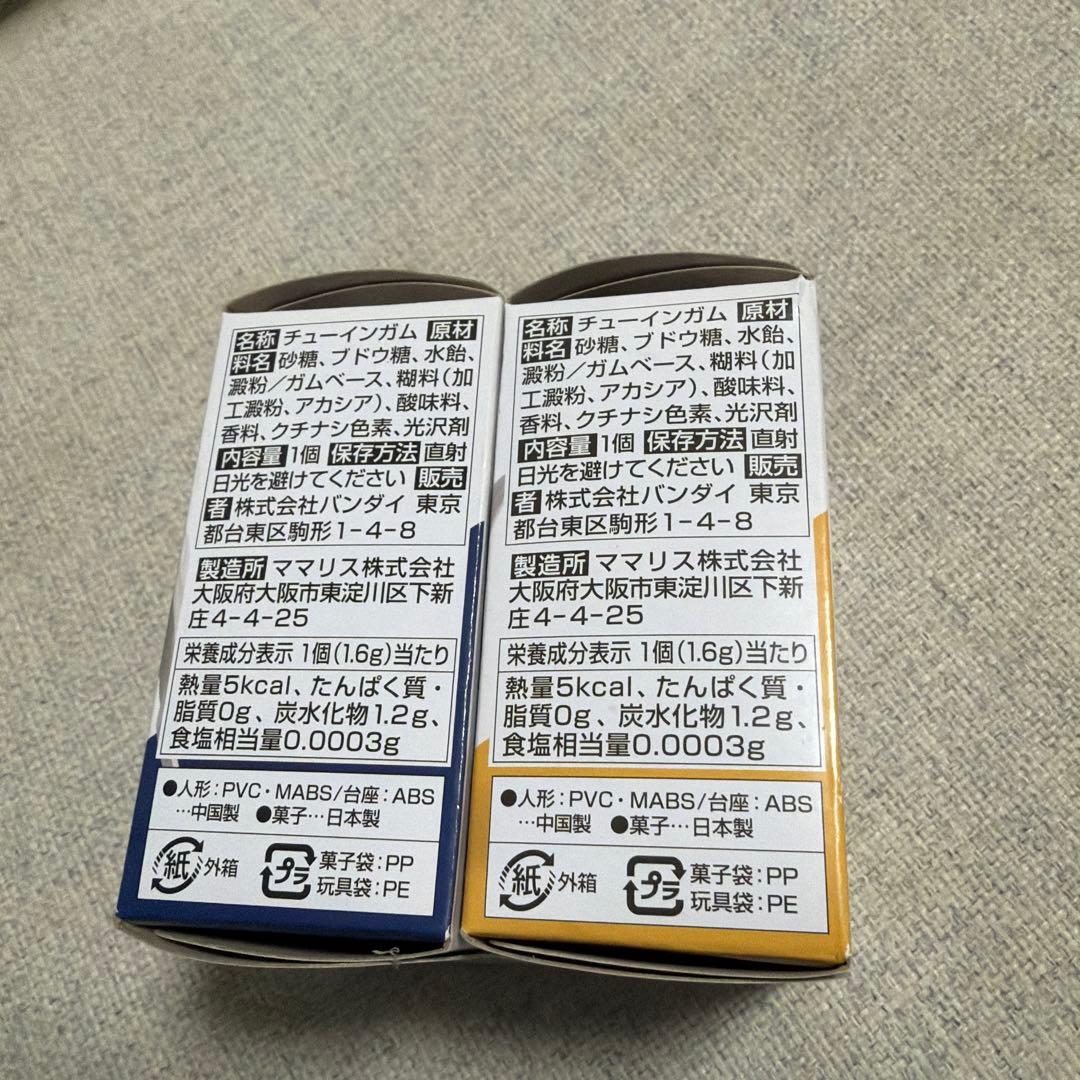 名称 チューインガム 原材
料名 砂糖、ブドウ糖、水飴、
澱粉／ガムベース、糊料（加
工澱粉、アカシア）、酸味料、
香料、クチナシ色素、光沢剤
内容量 1個 保存方法 直射
日光を避けてください 販売
者 株式会社バンダイ 東京
都台東区駒形1-4-8
製造所 ママリス株式会社
大阪府大阪市東淀川区下新
庄4-4-25
栄養成分表示 1個（1.6g）当たり
熱量5kcal、たんぱく質・
脂質0g、炭水化物1.2g、
食塩相当量0.0003g
●人形：PVC・MABS/台座：ABS
…中国製 ●菓子…日本製
紙 外箱 プラ 菓子袋：PP
玩具袋：PE
名称 チューインガム 原材
料名 砂糖、ブドウ糖、水飴、
澱粉／ガムベース、糊料（加
工澱粉、アカシア）、酸味料、
香料、クチナシ色素、光沢剤
内容量 1個 保存方法 直射
日光を避けてください 販売
者 株式会社バンダイ 東京
都台東区駒形1-4-8
製造所 ママリス株式会社
大阪府大阪市東淀川区下新
庄4-4-25
栄養成分表示 1個（1.6g）当たり
熱量5kcal、たんぱく質・
脂質0g、炭水化物1.2g、
食塩相当量0.0003g
●人形：PVC・MABS/台座：ABS
…中国製 ●菓子…日本製
紙 外箱 プラ 菓子袋：PP
玩具袋：PE